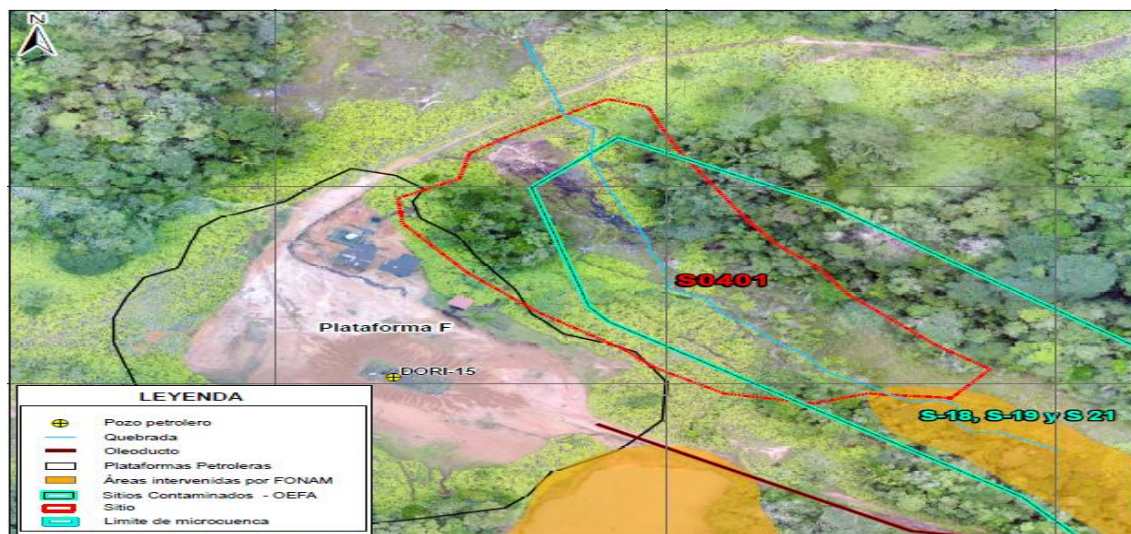 N
S0401
Plataforma F
DORI-15
S-18, S-19 y S 21
LEYENDA
Pozo petrolero
Quebrada
Oleoducto
Plataformas Petroleras
Áreas intervenidas por FONAM
Sitios Contaminados - OEFA
Sitio
Limite de microcuenca